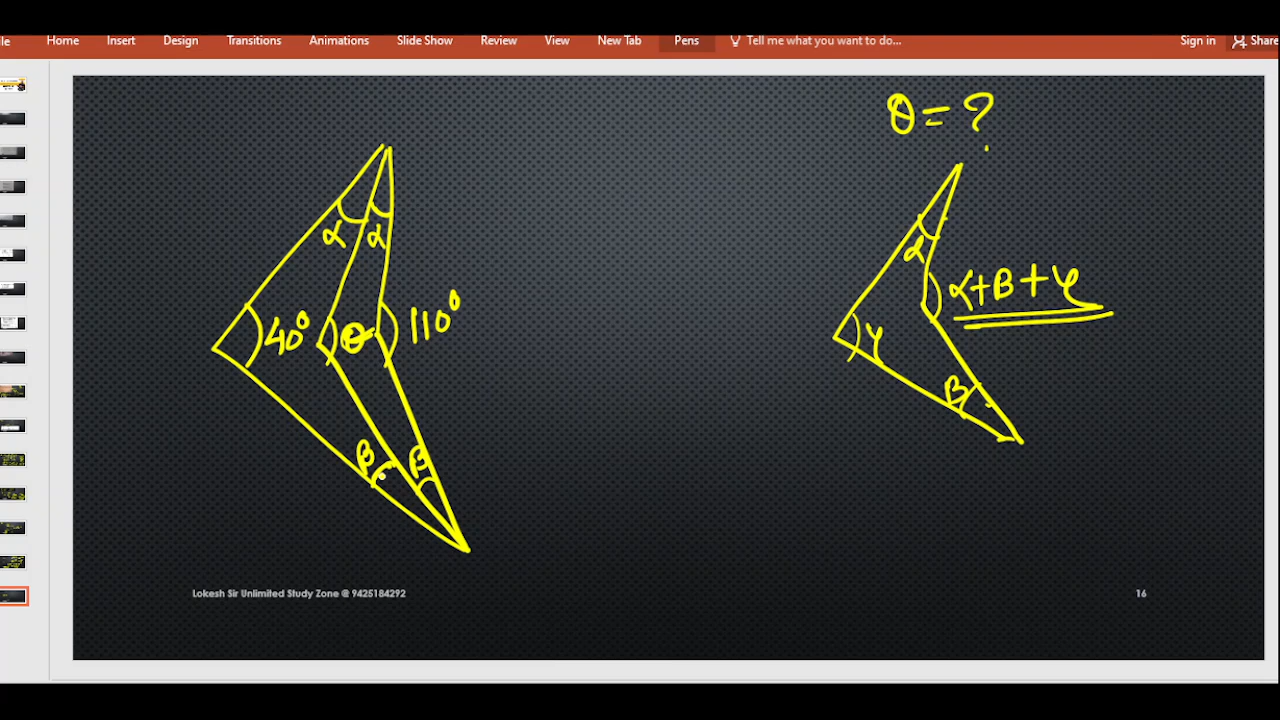 le Home Insert Design Transitions Animations Slide Show Review View New Tab Pens Tell me what you want to do... Sign in Share
θ = ?
α α
α
40° θ 110°
α+β+γ
γ
β β
β
Lokesh Sir Unlimited Study Zone @ 9425184292
16